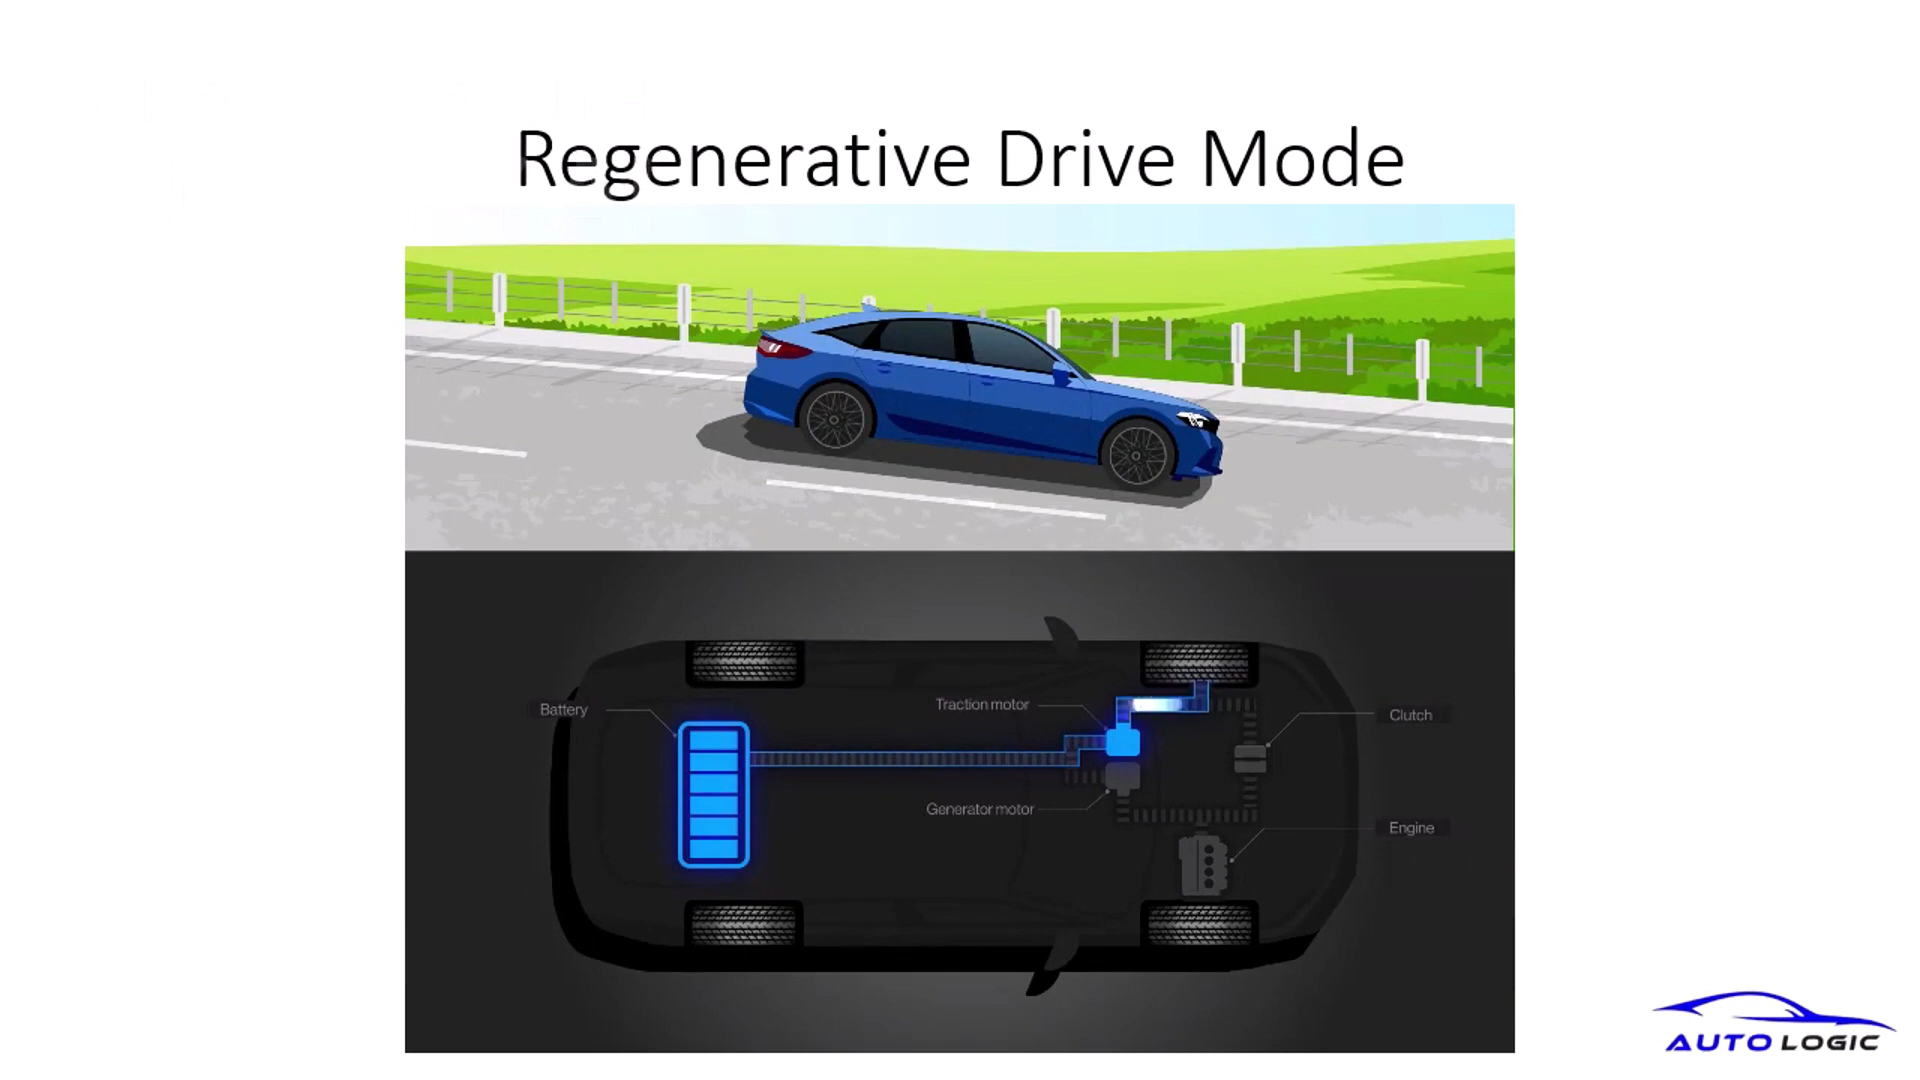 Regenerative Drive Mode
Battery
Traction motor
Clutch
Generator motor
Engine
AUTO LOGIC